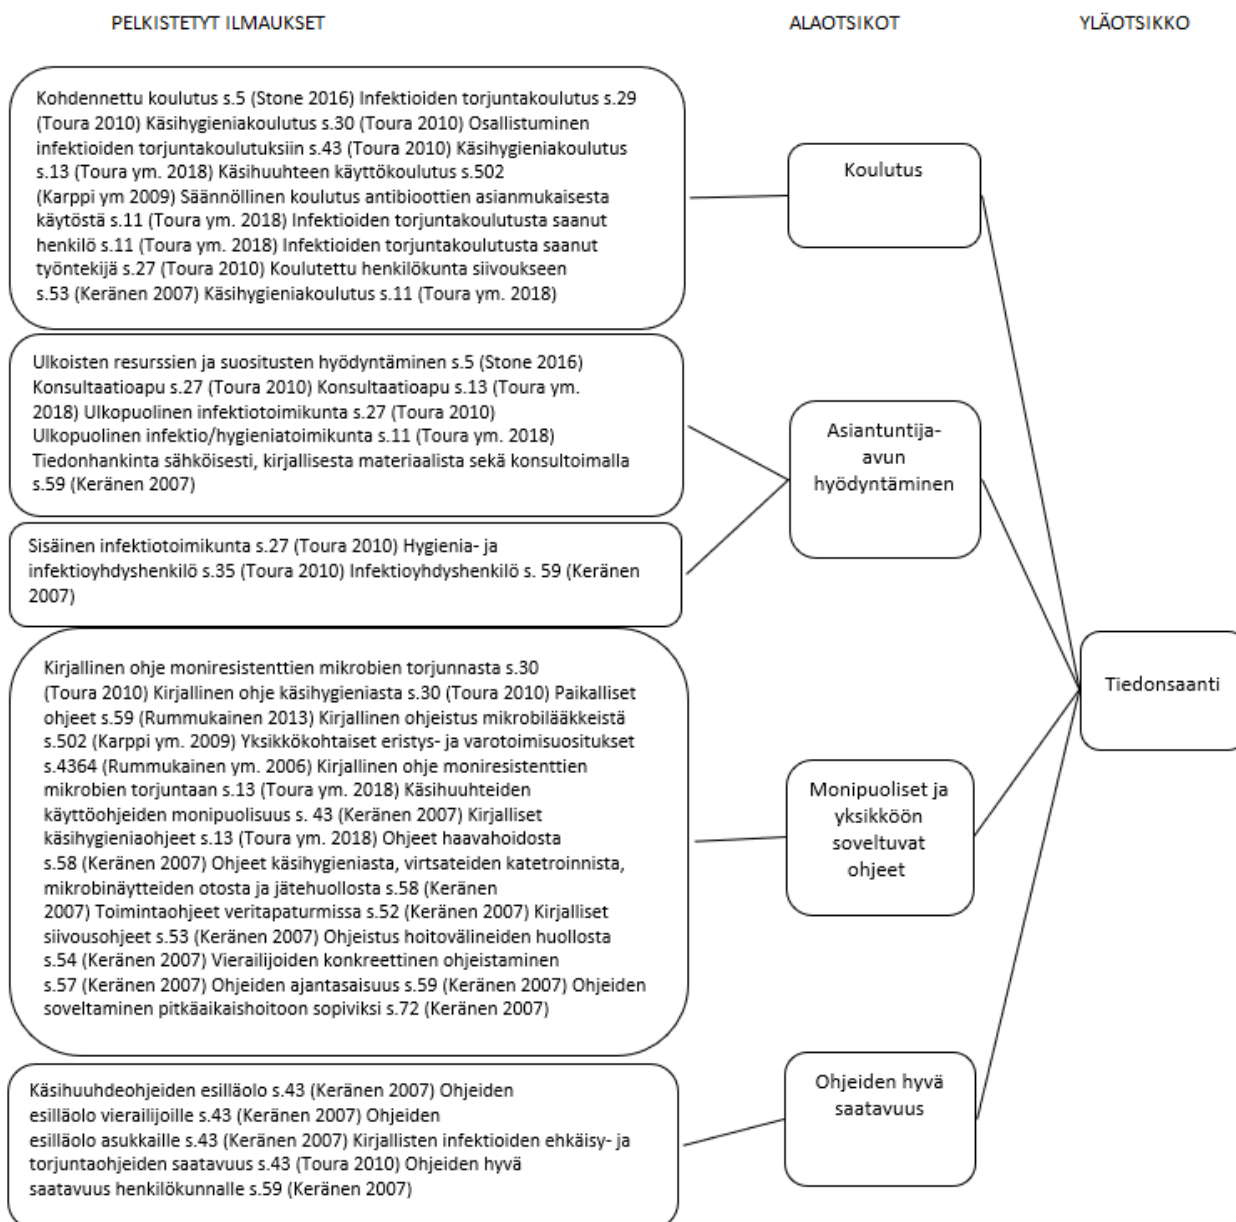 PELKISTETYT ILMAUKSET
ALAOTSIKOT
YLÄOTSIKKO
Kohdennettu koulutus s.5 (Stone 2016) Infektioiden torjuntakoulutus s.29
(Toura 2010) Käsihygieniakoulutus s.30 (Toura 2010) Osallistuminen
infektioiden torjuntakoulutuksiin s.43 (Toura 2010) Käsihygieniakoulutus
s.13 (Toura ym. 2018) Käsihuuhteen käyttökoulutus s.502
(Karppi ym 2009) Säännöllinen koulutus antibioottien asianmukaisesta
käytöstä s.11 (Toura ym. 2018) Infektioiden torjuntakoulutusta saanut
henkilö s.11 (Toura ym. 2018) Infektioiden torjuntakoulutusta saanut
työntekijä s.27 (Toura 2010) Koulutettu henkilökunta siivoukseen
s.53 (Keränen 2007) Käsihygieniakoulutus s.11 (Toura ym. 2018)
Koulutus
Ulkoisten resurssien ja suositusten hyödyntäminen s.5 (Stone 2016)
Konsultaatioapu s.27 (Toura 2010) Konsultaatioapu s.13 (Toura ym.
2018) Ulkopuolinen infektiotoimikunta s.27 (Toura 2010)
Ulkopuolinen infektio/hygieniatoimikunta s.11 (Toura ym. 2018)
Tiedonhankinta sähköisesti, kirjallisesta materiaalista sekä konsultoimalla
s.59 (Keränen 2007)
Asiantuntija-
avun
hyödyntäminen
Sisäinen infektiotoimikunta s.27 (Toura 2010) Hygienia- ja
infektioyhdyshenkilö s.35 (Toura 2010) Infektioyhdyshenkilö s. 59 (Keränen
2007)
Kirjallinen ohje moniresistenttien mikrobien torjunnasta s.30
(Toura 2010) Kirjallinen ohje käsihygieniasta s.30 (Toura 2010) Paikalliset
ohjeet s.59 (Rummukainen 2013) Kirjallinen ohjeistus mikrobilääkkeistä
s.502 (Karppi ym. 2009) Yksikkökohtaiset eristys- ja varotoimisuositukset
s.4364 (Rummukainen ym. 2006) Kirjallinen ohje moniresistenttien
mikrobien torjuntaan s.13 (Toura ym. 2018) Käsihuuhteiden
käyttöohjeiden monipuolisuus s. 43 (Keränen 2007) Kirjalliset
käsihygieniaohjeet s.13 (Toura ym. 2018) Ohjeet haavahoidosta
s.58 (Keränen 2007) Ohjeet käsihygieniasta, virtsateiden katetroinnista,
mikrobinäytteiden otosta ja jätehuollosta s.58 (Keränen
2007) Toimintaohjeet veritapaturmissa s.52 (Keränen 2007) Kirjalliset
siivousohjeet s.53 (Keränen 2007) Ohjeistus hoitovälineiden huollosta
s.54 (Keränen 2007) Vierailijoiden konkreettinen ohjeistaminen
s.57 (Keränen 2007) Ohjeiden ajantasaisuus s.59 (Keränen 2007) Ohjeiden
soveltaminen pitkäaikaishoitoon sopiviksi s.72 (Keränen 2007)
Monipuoliset ja
yksikköön
soveltuvat
ohjeet
Tiedonsaanti
Käsihuuhdeohjeiden esilläolo s.43 (Keränen 2007) Ohjeiden
esilläolo vierailijoille s.43 (Keränen 2007) Ohjeiden
esilläolo asukkaille s.43 (Keränen 2007) Kirjallisten infektioiden ehkäisy- ja
torjuntaohjeiden saatavuus s.43 (Toura 2010) Ohjeiden hyvä
saatavuus henkilökunnalle s.59 (Keränen 2007)
Ohjeiden hyvä
saatavuus